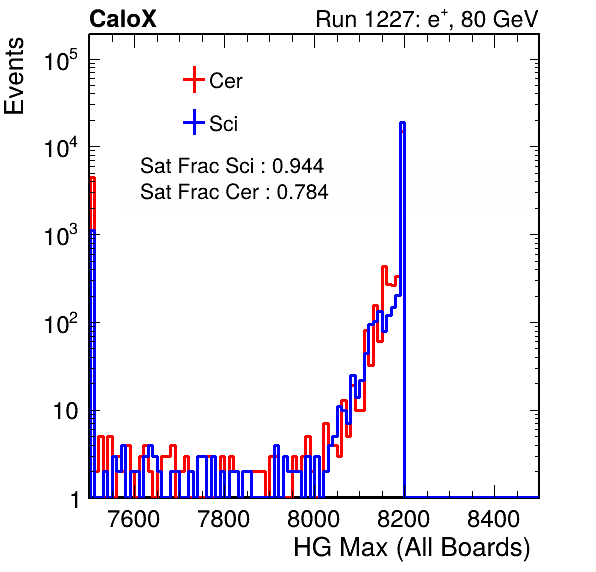 CaloX Run 1227: e⁺, 80 GeV
Events
10⁵
10⁴
10³
10²
10
1
Cer
Sci
Sat Frac Sci : 0.944
Sat Frac Cer : 0.784
7600 7800 8000 8200 8400
HG Max (All Boards)